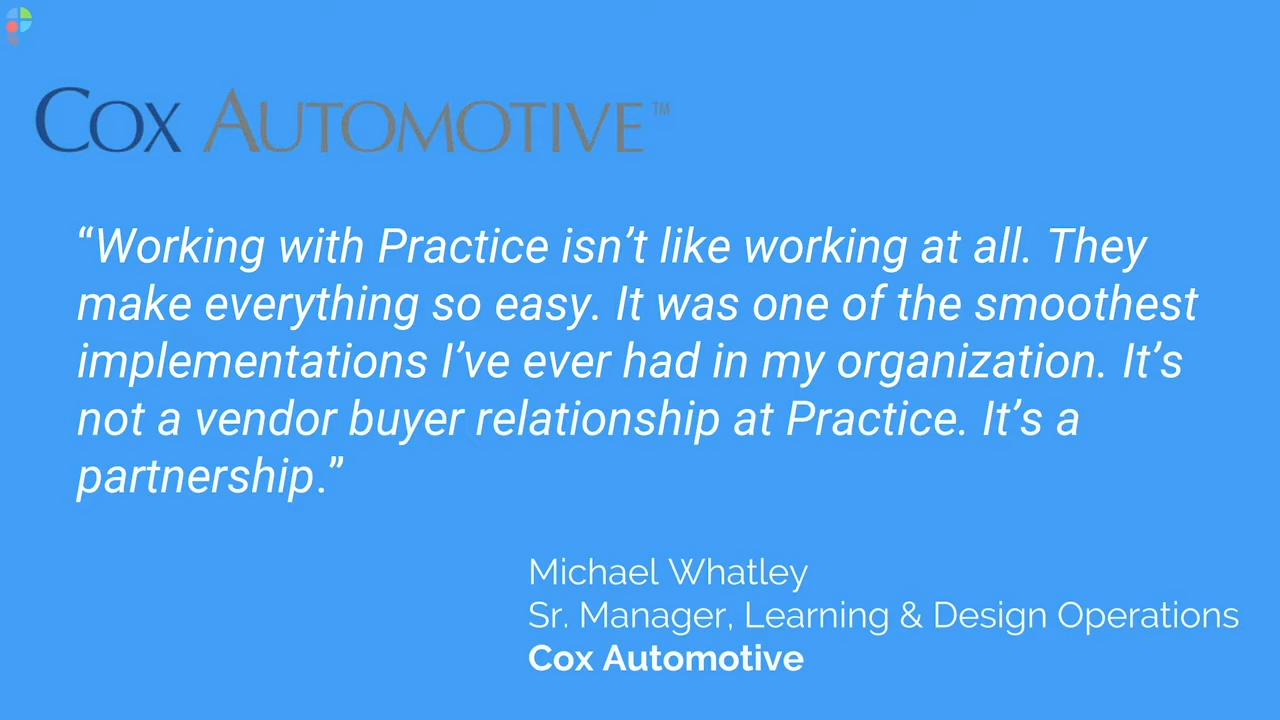 COX AUTOMOTIVE™
“Working with Practice isn’t like working at all. They
make everything so easy. It was one of the smoothest
implementations I’ve ever had in my organization. It’s
not a vendor buyer relationship at Practice. It’s a
partnership.”
Michael Whatley
Sr. Manager, Learning & Design Operations
Cox Automotive